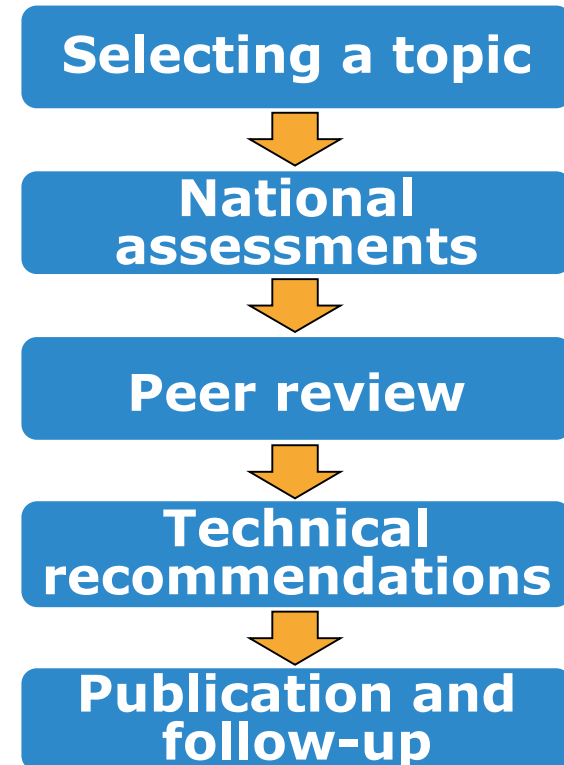 Selecting a topic
National
assessments
Peer review
Technical
recommendations
Publication and
follow-up